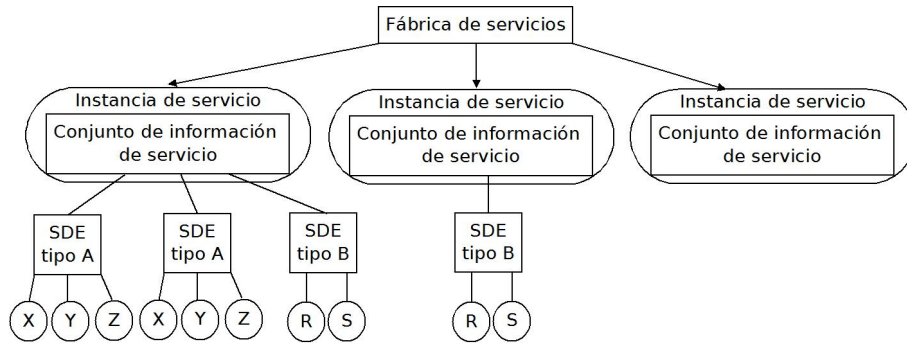 Fábrica de servicios
Instancia de servicio
Conjunto de información
de servicio
Instancia de servicio
Conjunto de información
de servicio
Instancia de servicio
Conjunto de información
de servicio
SDE
tipo A
SDE
tipo A
SDE
tipo B
SDE
tipo B
X
Y
Z
X
Y
Z
R
S
R
S